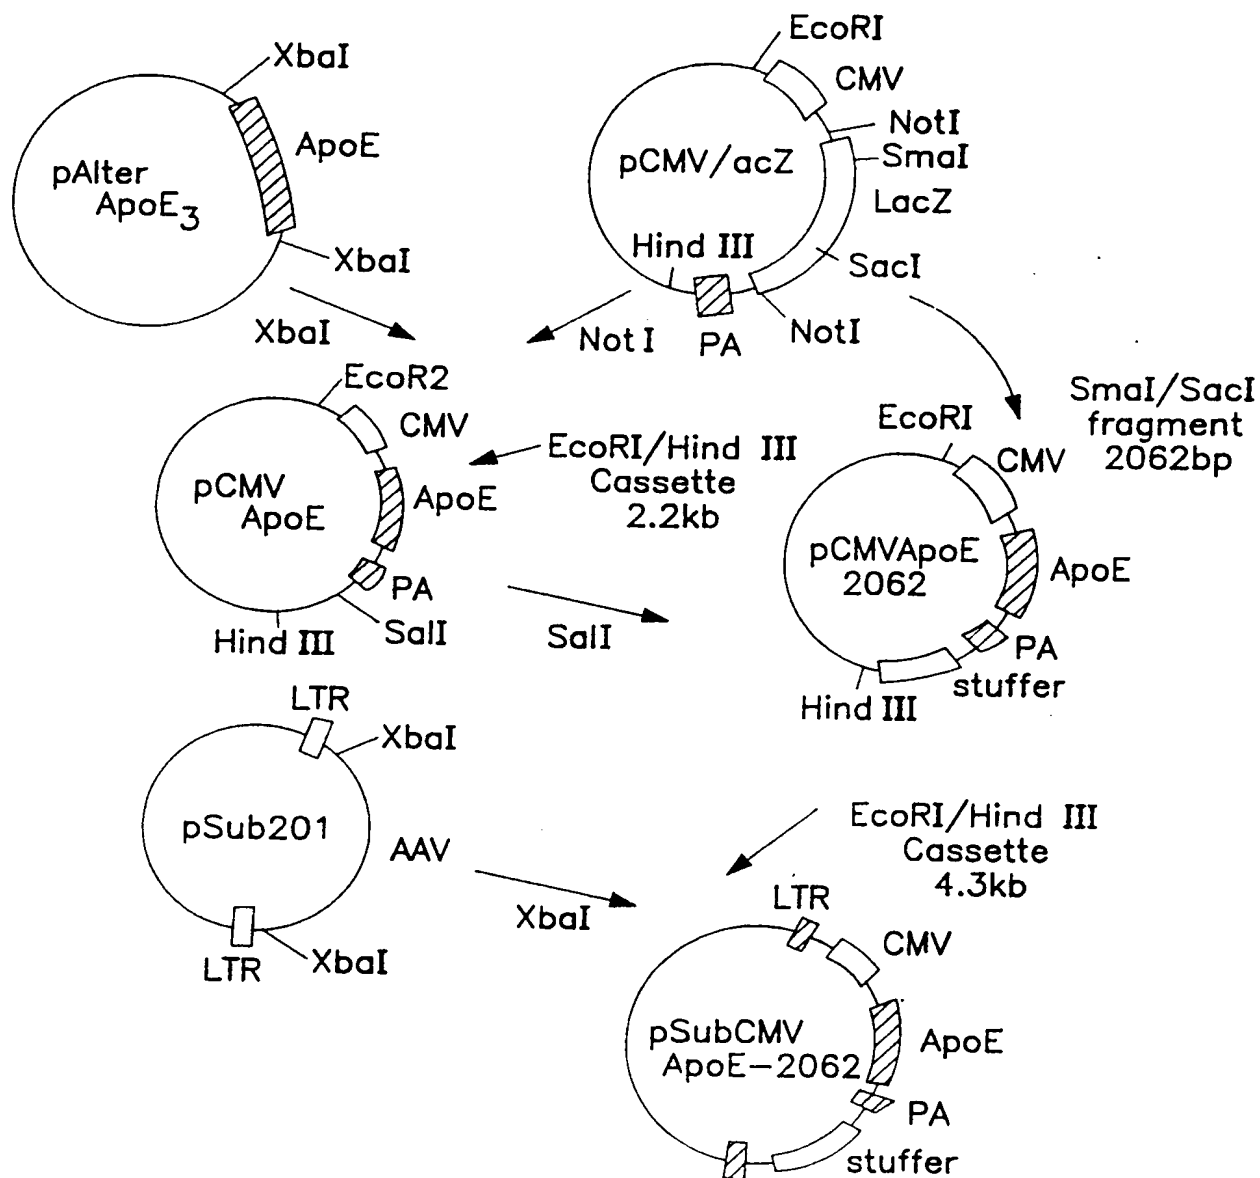 XbaI
ApoE
pAlter
ApoE3
XbaI
XbaI
EcoRI
CMV
NotI
SmaI
pCMV/acZ
LacZ
Hind III
SacI
NotI
PA
NotI
EcoR2
CMV
pCMV
ApoE
ApoE
EcoRI/Hind III
Cassette
2.2kb
PA
SalI
Hind III
SalI
SmaI/SacI
fragment
2062bp
EcoRI
CMV
pCMVApoE
2062
ApoE
PA
stuffer
Hind III
LTR
XbaI
pSub201
AAV
LTR
XbaI
XbaI
EcoRI/Hind III
Cassette
4.3kb
LTR
CMV
pSubCMV
ApoE-2062
ApoE
PA
stuffer